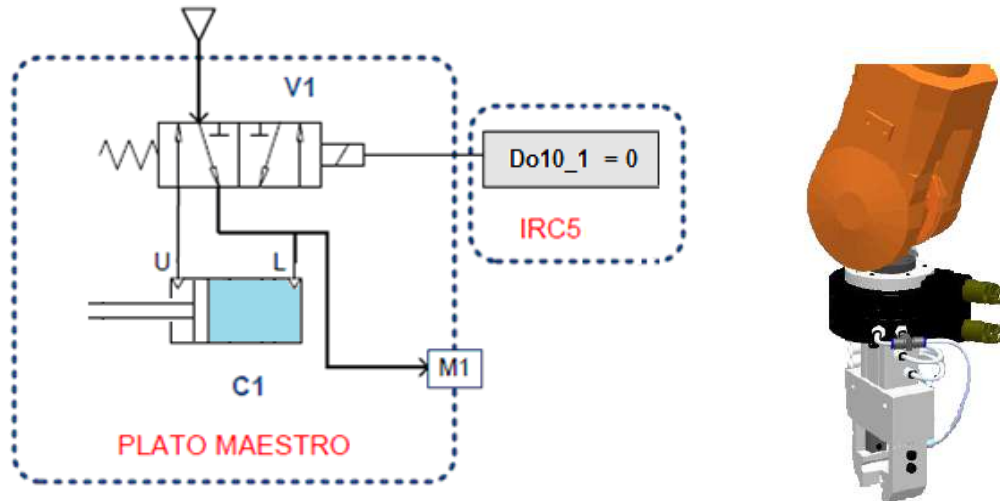 V1
Do10_1 = 0
IRC5
U
L
M1
C1
PLATO MAESTRO